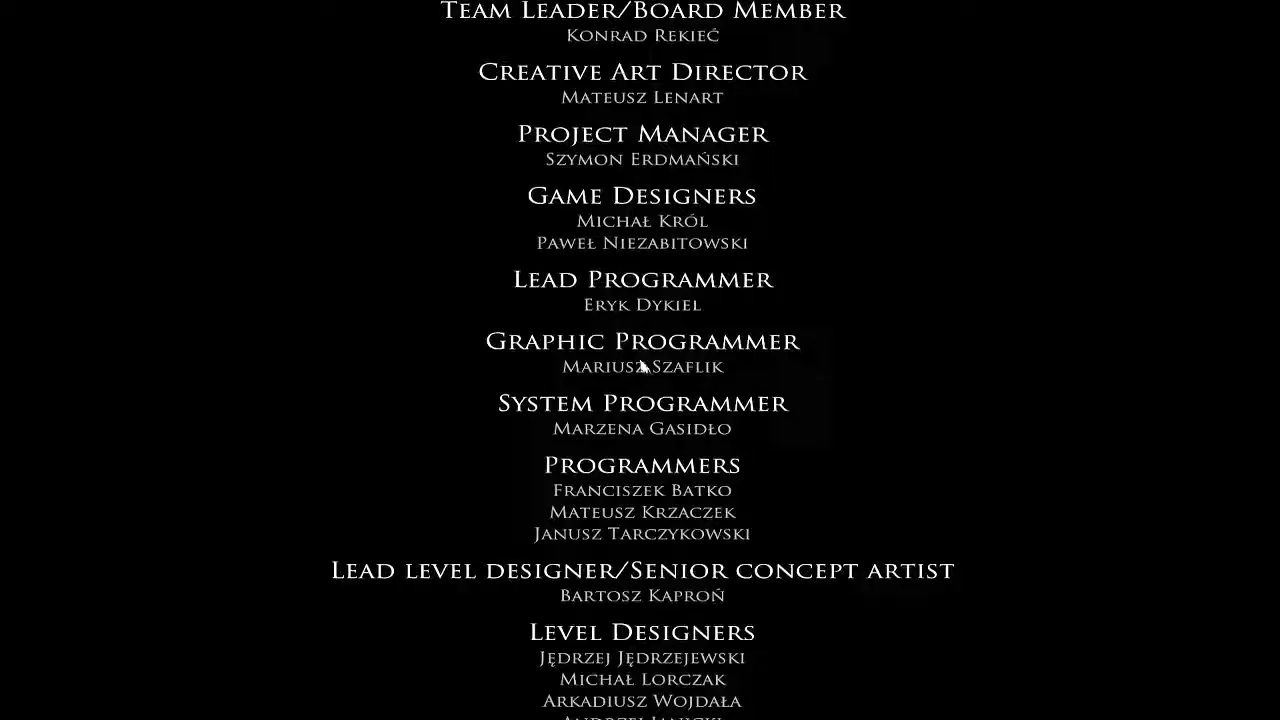 Team Leader/Board Member
Konrad Rekieć
Creative Art Director
Mateusz Lenart
Project Manager
Szymon Erdmański
Game Designers
Michał Król
Paweł Niezabitowski
Lead Programmer
Eryk Dykiel
Graphic Programmer
Mariusz Szaflik
System Programmer
Marzena Gasidło
Programmers
Franciszek Batko
Mateusz Krzaczek
Janusz Tarczykowski
Lead level designer/Senior concept artist
Bartosz Kaproń
Level Designers
Jędrzej Jędrzejewski
Michał Lorczak
Arkadiusz Wojdała